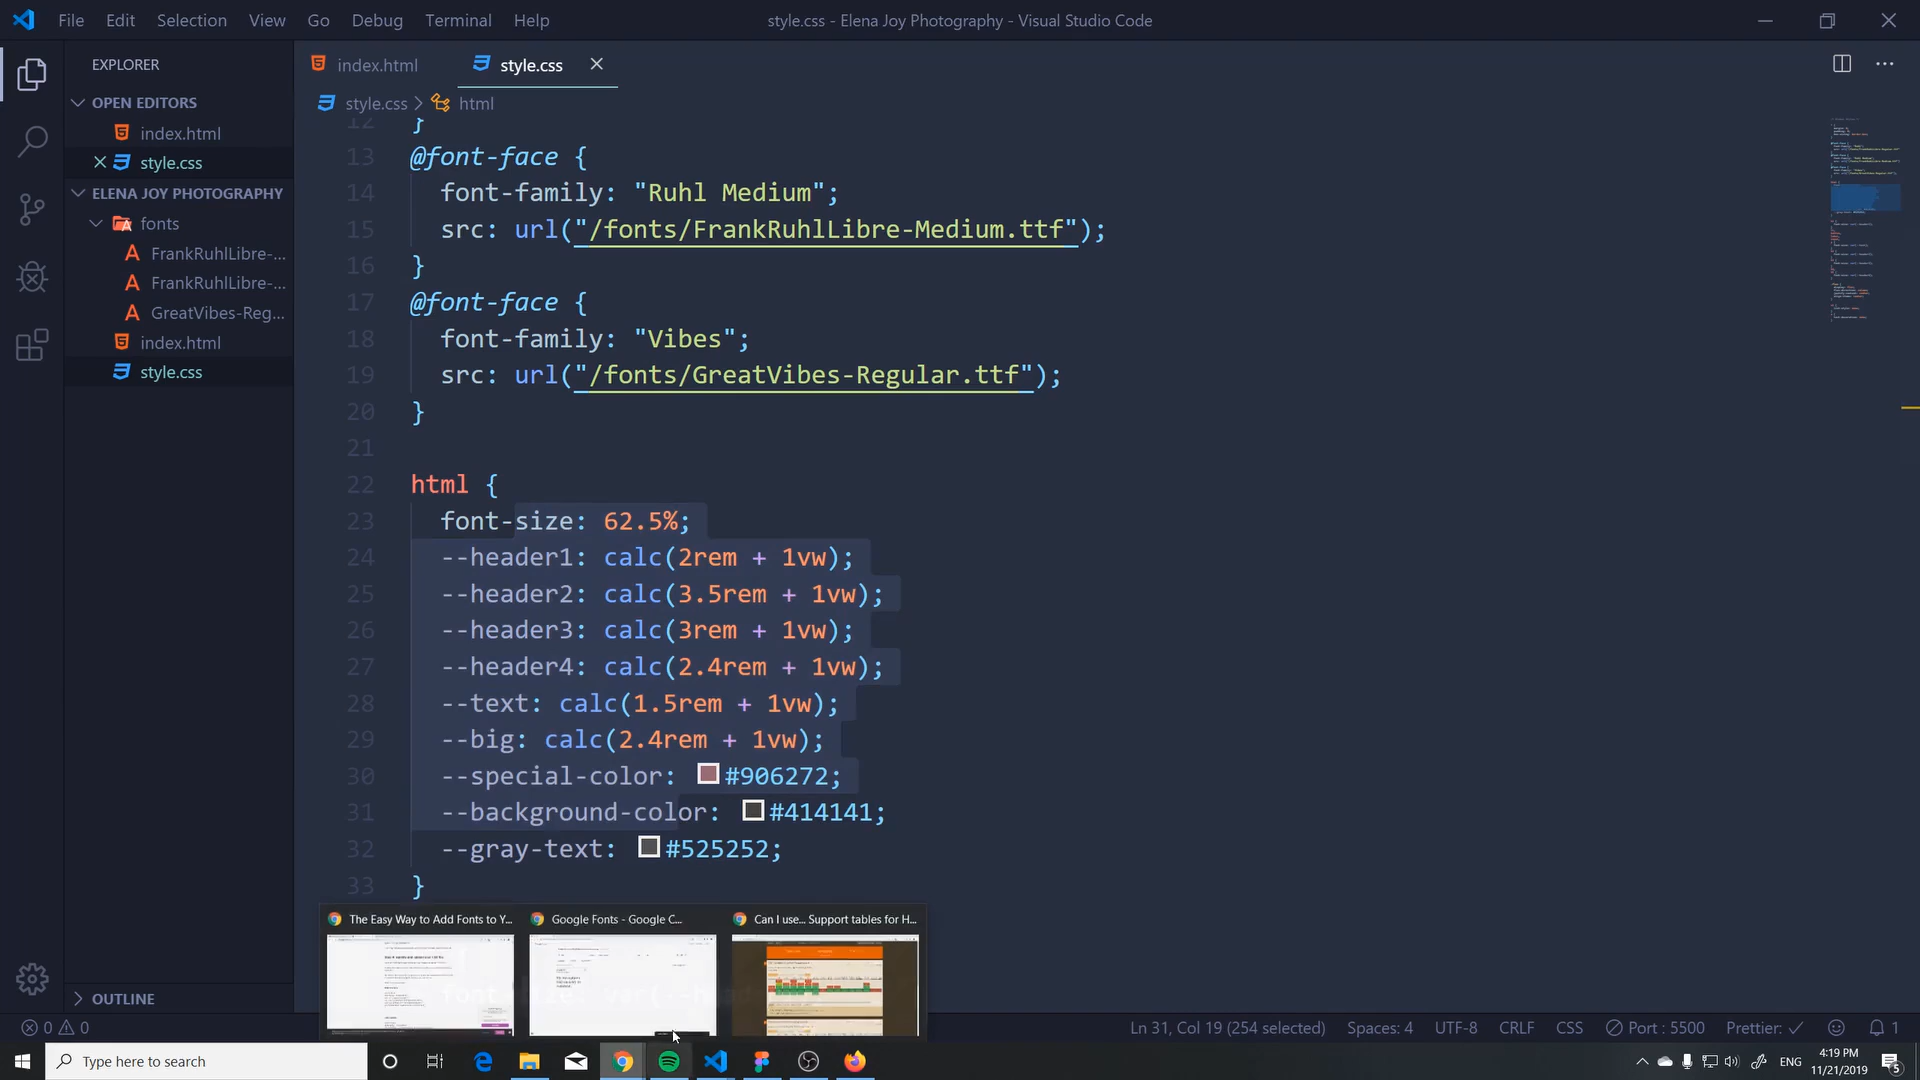 File Edit Selection View Go Debug Terminal Help
style.css - Elena Joy Photography - Visual Studio Code
EXPLORER
OPEN EDITORS
index.html
style.css
ELENA JOY PHOTOGRAPHY
fonts
FrankRuhlLibre-...
FrankRuhlLibre-...
GreatVibes-Reg...
index.html
style.css
OUTLINE
index.html
style.css
style.css > html
12 }
13 @font-face {
14 font-family: "Ruhl Medium";
15 src: url("/fonts/FrankRuhlLibre-Medium.ttf");
16 }
17 @font-face {
18 font-family: "Vibes";
19 src: url("/fonts/GreatVibes-Regular.ttf");
20 }
21
22 html {
23 font-size: 62.5%;
24 --header1: calc(2rem + 1vw);
25 --header2: calc(3.5rem + 1vw);
26 --header3: calc(3rem + 1vw);
27 --header4: calc(2.4rem + 1vw);
28 --text: calc(1.5rem + 1vw);
29 --big: calc(2.4rem + 1vw);
30 --special-color: #906272;
31 --background-color: #414141;
32 --gray-text: #525252;
33 }
The Easy Way to Add Fonts to Y...
Google Fonts - Google C...
Can I use... Support tables for H...
0 0
Ln 31, Col 19 (254 selected)
Spaces: 4
UTF-8
CRLF
CSS
Port : 5500
Prettier: ✓
1
Type here to search
ENG
4:19 PM
11/21/2019
5